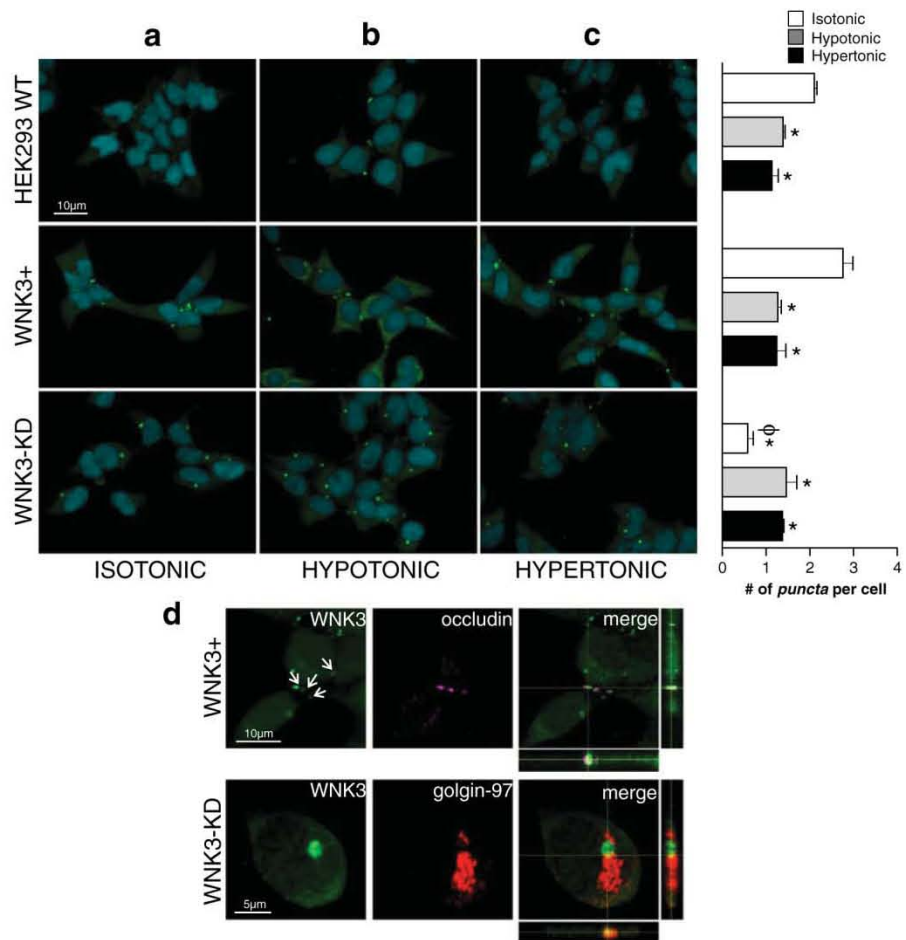 a b c
Isotonic
Hypotonic
Hypertonic
HEK293 WT
10µm
*
*
WNK3+
*
*
WNK3-KD
* ϕ
*
*
ISOTONIC HYPOTONIC HYPERTONIC
0 1 2 3 4
# of puncta per cell
d
WNK3+
WNK3 occludin merge
10µm
WNK3-KD
WNK3 golgin-97 merge
5µm